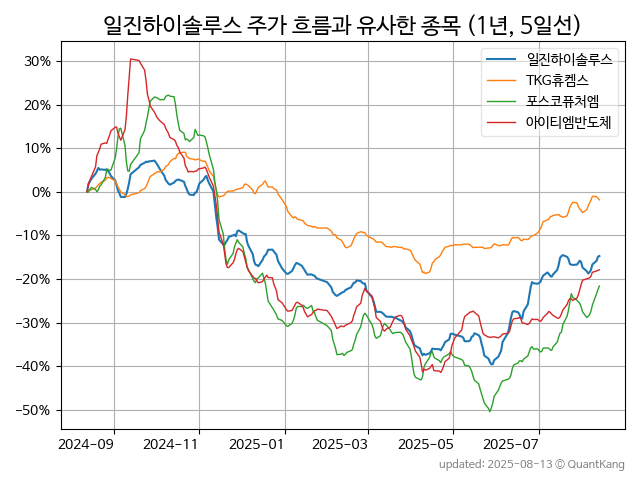 일진하이솔루스 주가 흐름과 유사한 종목 (1년, 5일선)
일진하이솔루스
TKG휴켐스
포스코퓨처엠
아이티엠반도체
30%
20%
10%
0%
−10%
−20%
−30%
−40%
−50%
2024-09
2024-11
2025-01
2025-03
2025-05
2025-07
updated: 2025-08-13 © QuantKang